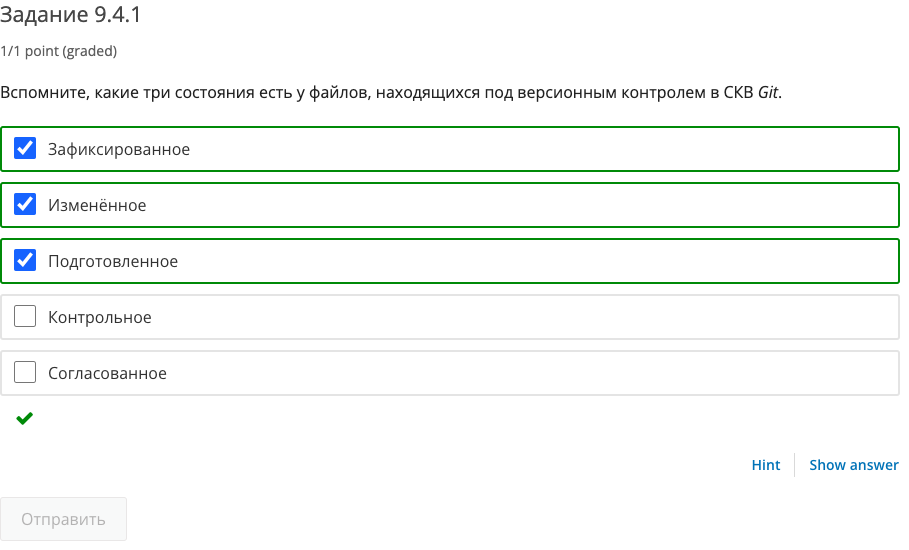 Задание 9.4.1
1/1 point (graded)
Вспомните, какие три состояния есть у файлов, находящихся под версионным контролем в СКВ Git.
Зафиксированное
Изменённое
Подготовленное
Контрольное
Согласованное
Hint
Show answer
Отправить